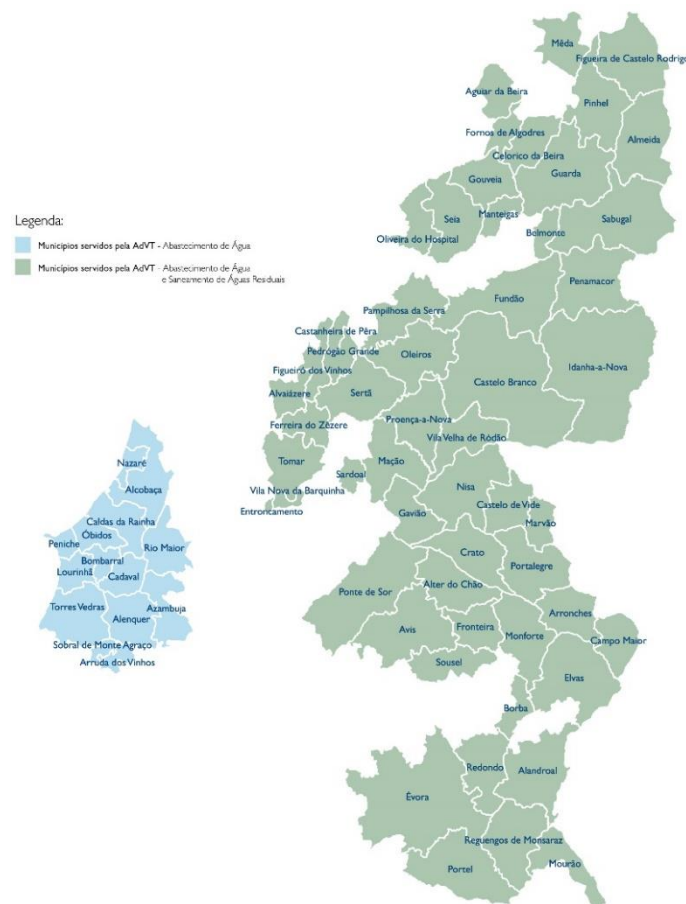 Mêda
Figueira de Castelo Rodrigo
Aguiar da Beira
Pinhel
Fornos de Algodres
Almeida
Celorico da Beira
Guarda
Gouveia
Seia
Manteigas
Sabugal
Oliveira do Hospital
Belmonte
Legenda:
Municípios servidos pela AdVT - Abastecimento de Água
Municípios servidos pela AdVT - Abastecimento de Água
e Saneamento de Águas Residuais
Penamacor
Fundão
Pampilhosa da Serra
Castanheira de Pêra
Pedrógão Grande
Oleiros
Idanha-a-Nova
Figueiró dos Vinhos
Castelo Branco
Alvaiázere
Sertã
Proença-a-Nova
Ferreira do Zêzere
Vila Velha de Ródão
Tomar
Mação
Sardoal
Nisa
Vila Nova da Barquinha
Castelo de Vide
Entroncamento
Gavião
Marvão
Nazaré
Alcobaça
Caldas da Rainha
Óbidos
Peniche
Rio Maior
Bombarral
Lourinhã
Cadaval
Torres Vedras
Azambuja
Alenquer
Sobral de Monte Agraço
Arruda dos Vinhos
Crato
Portalegre
Alter do Chão
Ponte de Sor
Arronches
Avis
Fronteira
Monforte
Campo Maior
Sousel
Elvas
Borba
Redondo
Alandroal
Évora
Reguengos de Monsaraz
Portel
Mourão